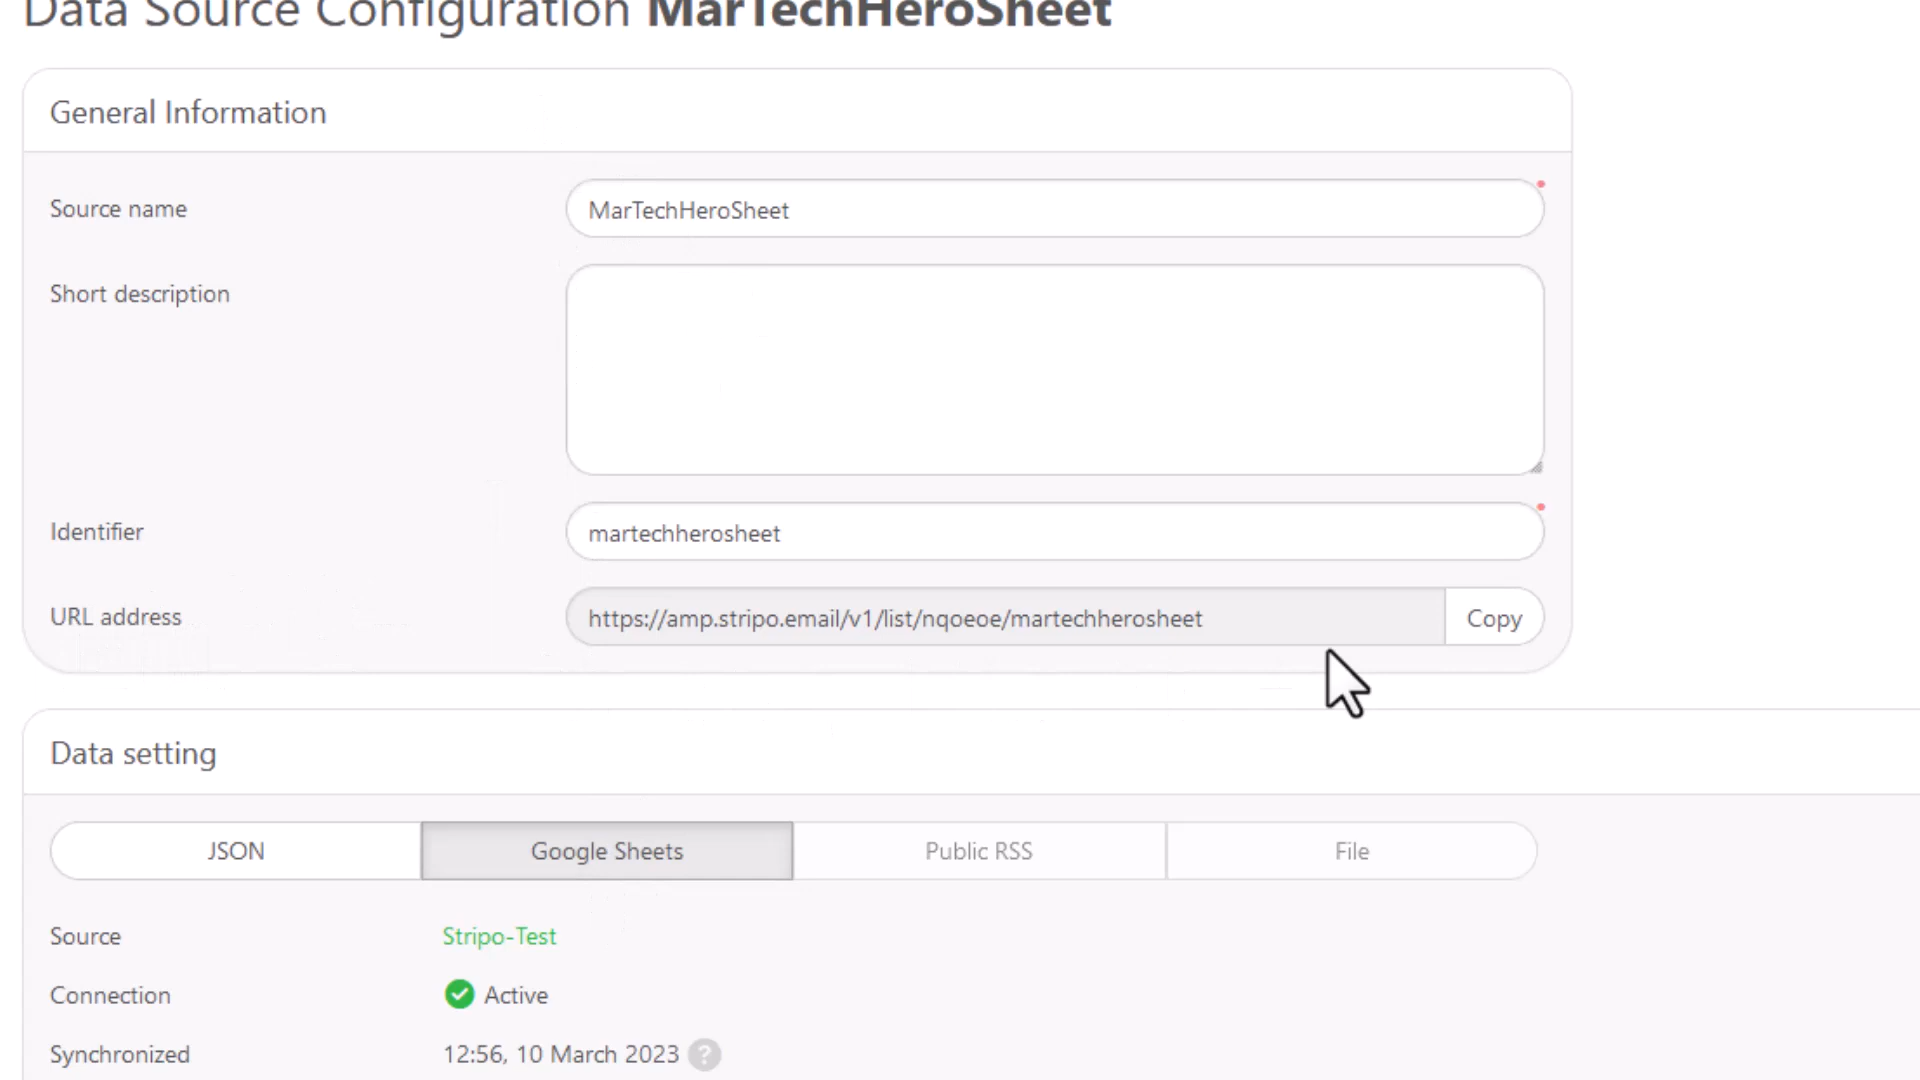 Data Source Configuration MarTechHeroSheet
General Information
Source name
MarTechHeroSheet
Short description
Identifier
martechherosheet
URL address
https://amp.stripo.email/v1/list/nqoeoe/martechherosheet
Copy
Data setting
JSON
Google Sheets
Public RSS
File
Source
Stripo-Test
Connection
Active
Synchronized
12:56, 10 March 2023
?